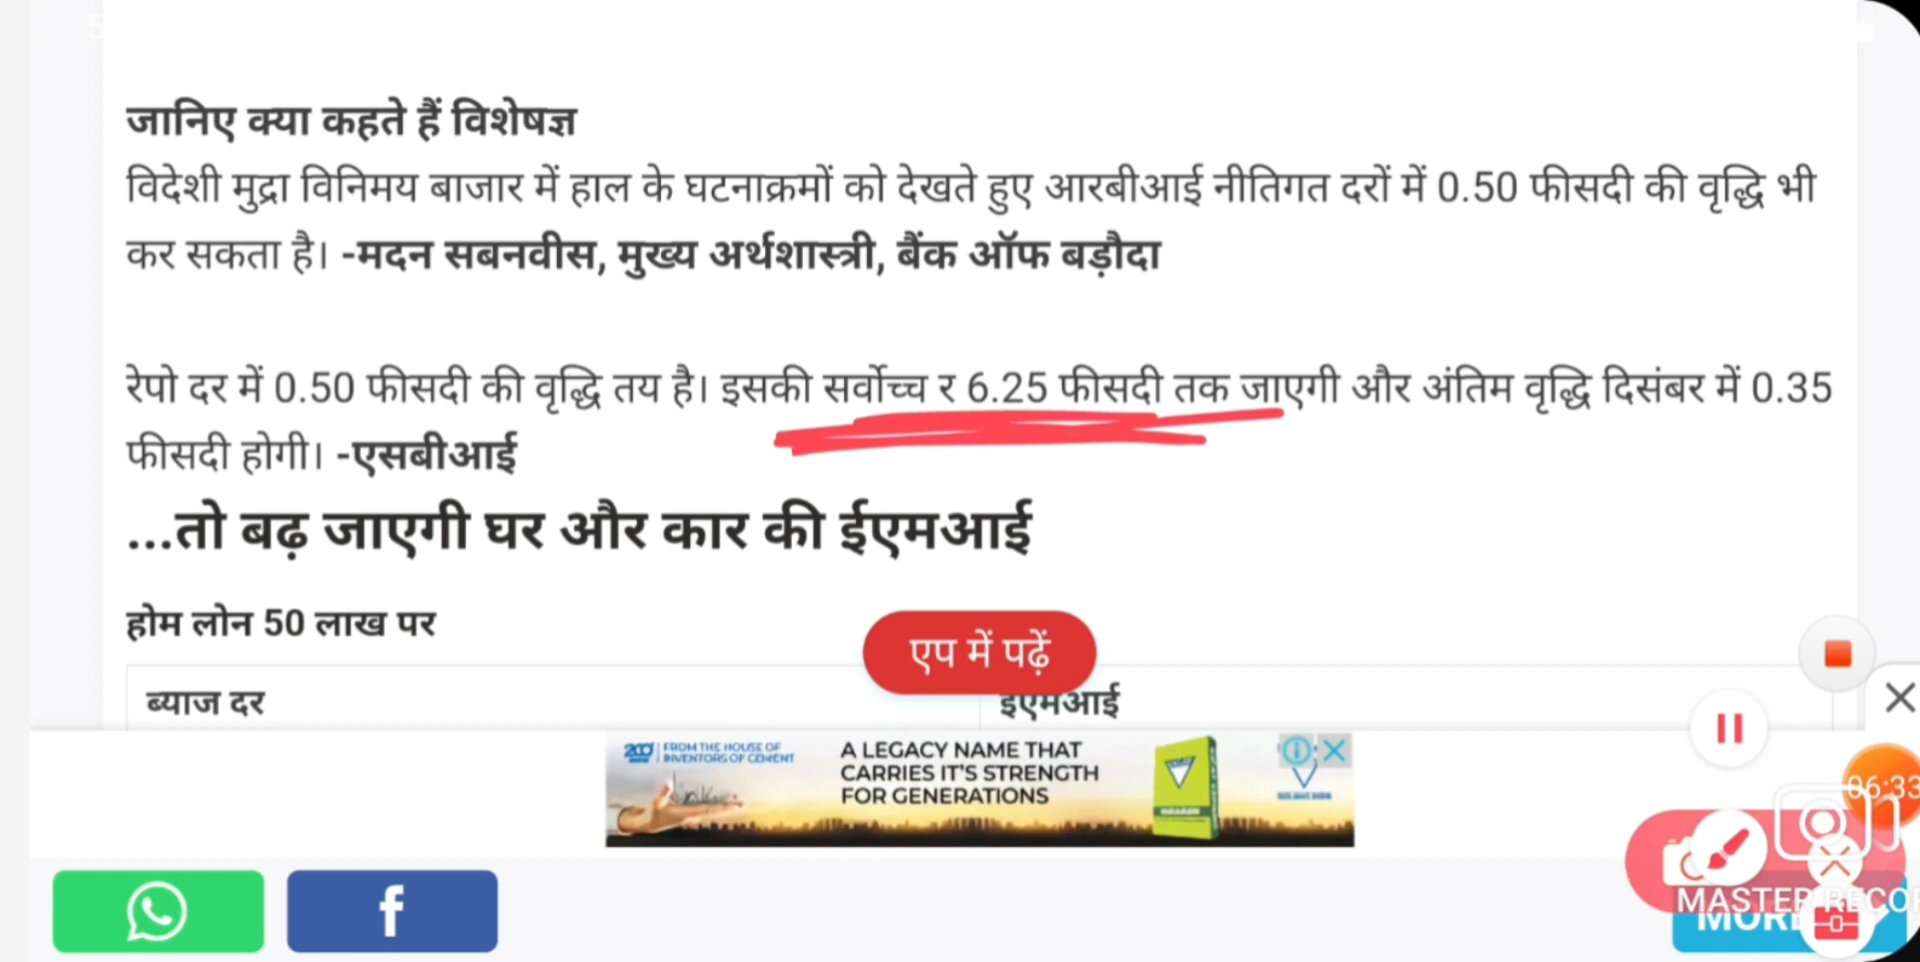 जानिए क्या कहते हैं विशेषज्ञ
विदेशी मुद्रा विनिमय बाजार में हाल के घटनाक्रमों को देखते हुए आरबीआई नीतिगत दरों में 0.50 फीसदी की वृद्धि भी
कर सकता है। -मदन सबनवीस, मुख्य अर्थशास्त्री, बैंक ऑफ बड़ौदा
रेपो दर में 0.50 फीसदी की वृद्धि तय है। इसकी सर्वोच्च र 6.25 फीसदी तक जाएगी और अंतिम वृद्धि दिसंबर में 0.35
फीसदी होगी। -एसबीआई
...तो बढ़ जाएगी घर और कार की ईएमआई
होम लोन 50 लाख पर
एप में पढ़ें
ब्याज दर
ईएमआई
FROM THE HOUSE OF
INVENTORS OF CEMENT
A LEGACY NAME THAT
CARRIES IT'S STRENGTH
FOR GENERATIONS
06:33
MASTER RECOR
MORE